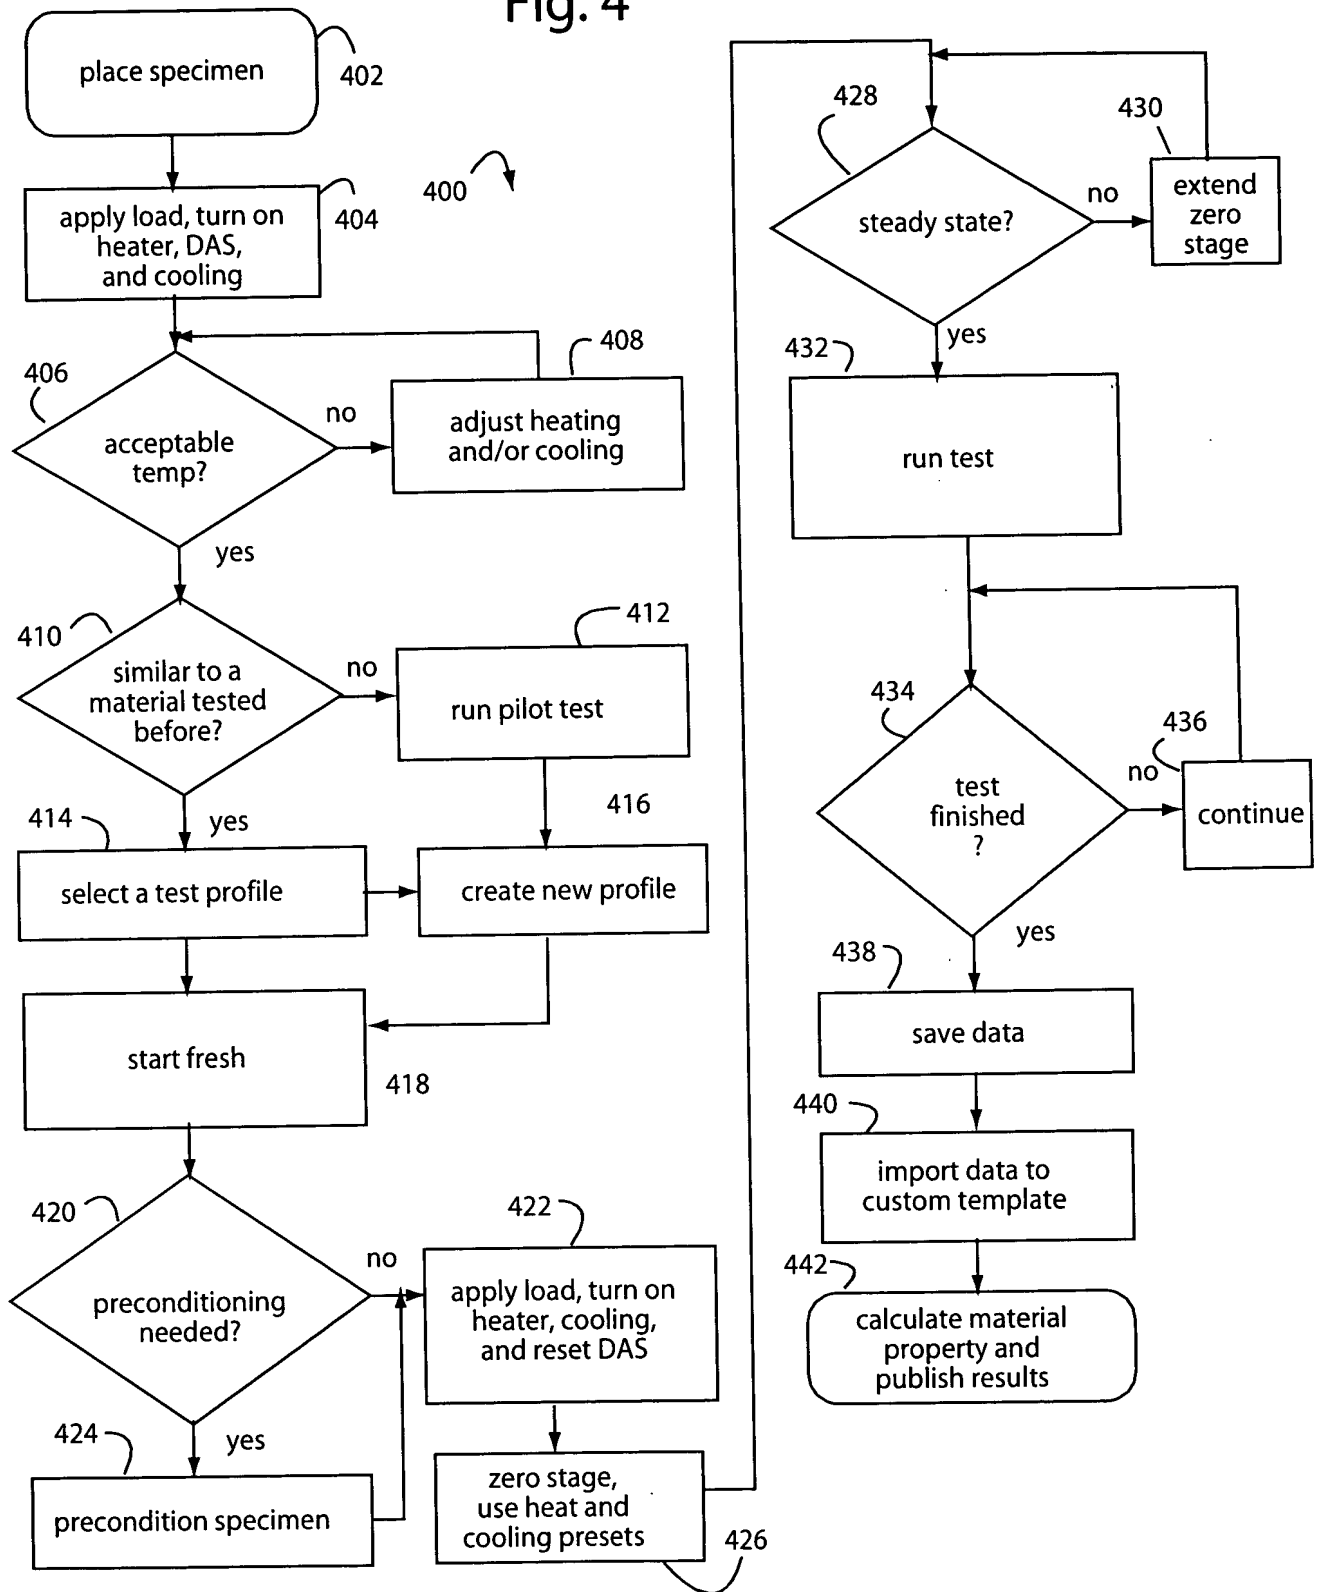 Fig. 4
place specimen
402
400
apply load, turn on
heater, DAS,
and cooling
404
406
acceptable
temp?
no
408
adjust heating
and/or cooling
yes
410
similar to a
material tested
before?
no
412
run pilot test
yes
414
select a test profile
416
create new profile
start fresh
418
420
preconditioning
needed?
no
422
apply load, turn on
heater, cooling,
and reset DAS
yes
424
precondition specimen
zero stage,
use heat and
cooling presets
426
428
steady state?
no
430
extend
zero
stage
yes
432
run test
434
test
finished
?
no
436
continue
yes
438
save data
440
import data to
custom template
442
calculate material
property and
publish results